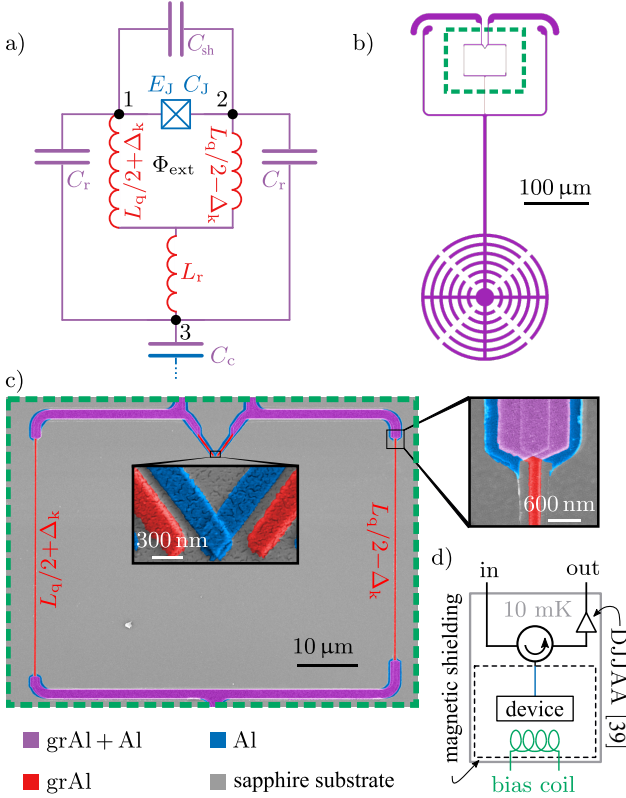 a)
C_sh
E_J C_J
1
2
L_q/2+Δ_k
Φ_ext
L_q/2−Δ_k
C_r
C_r
L_r
3
C_c
b)
100 μm
c)
L_q/2+Δ_k
300 nm
L_q/2−Δ_k
10 μm
600 nm
d)
in
out
10 mK
magnetic shielding
DJJAA [39]
device
bias coil
grAl + Al
Al
grAl
sapphire substrate